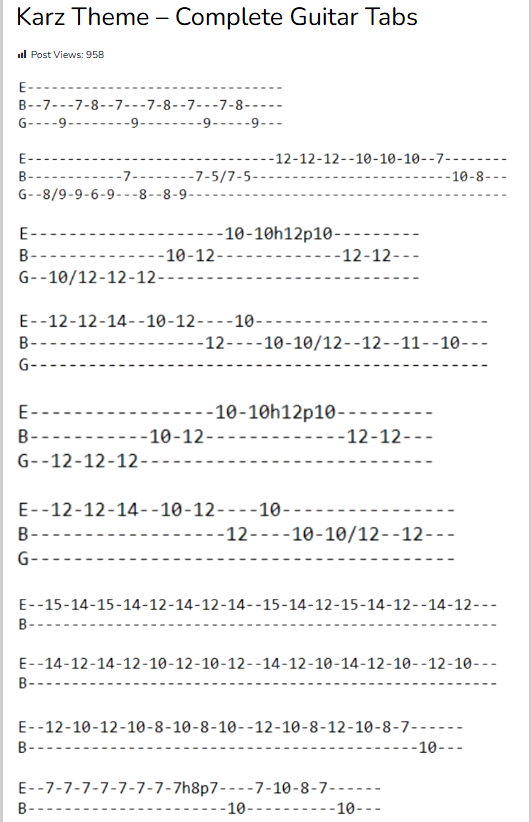 Karz Theme – Complete Guitar Tabs
Post Views: 958
E-------------------------------
B--7---7-8--7---7-8--7---7-8-----
G----9--------9--------9-----9---
E-----------------------------12-12-12--10-10-10--7--------
B-----------7--------7-5/7-5------------------------10-8---
G--8/9-9-6-9---8--8-9--------------------------------------
E-----------------------10-10h12p10----------
B----------------10-12---------------12-12---
G--10/12-12-12-------------------------------
E--12-12-14--10-12----10---------------------------
B---------------------12----10-10/12--12--11--10---
G--------------------------------------------------
E-------------------10-10h12p10----------
B------------10-12---------------12-12---
G--12-12-12------------------------------
E--12-12-14--10-12----10-----------------
B---------------------12----10-10/12--12---
G------------------------------------------
E--15-14-15-14-12-14-12-14--15-14-12-15-14-12--14-12---
B------------------------------------------------------
E--14-12-14-12-10-12-10-12--14-12-10-14-12-10--12-10---
B------------------------------------------------------
E--12-10-12-10-8-10-8-10--12-10-8-12-10-8-7------
B---------------------------------------------10---
E--7-7-7-7-7-7-7-7h8p7----7-10-8-7------
B-----------------------10----------10---